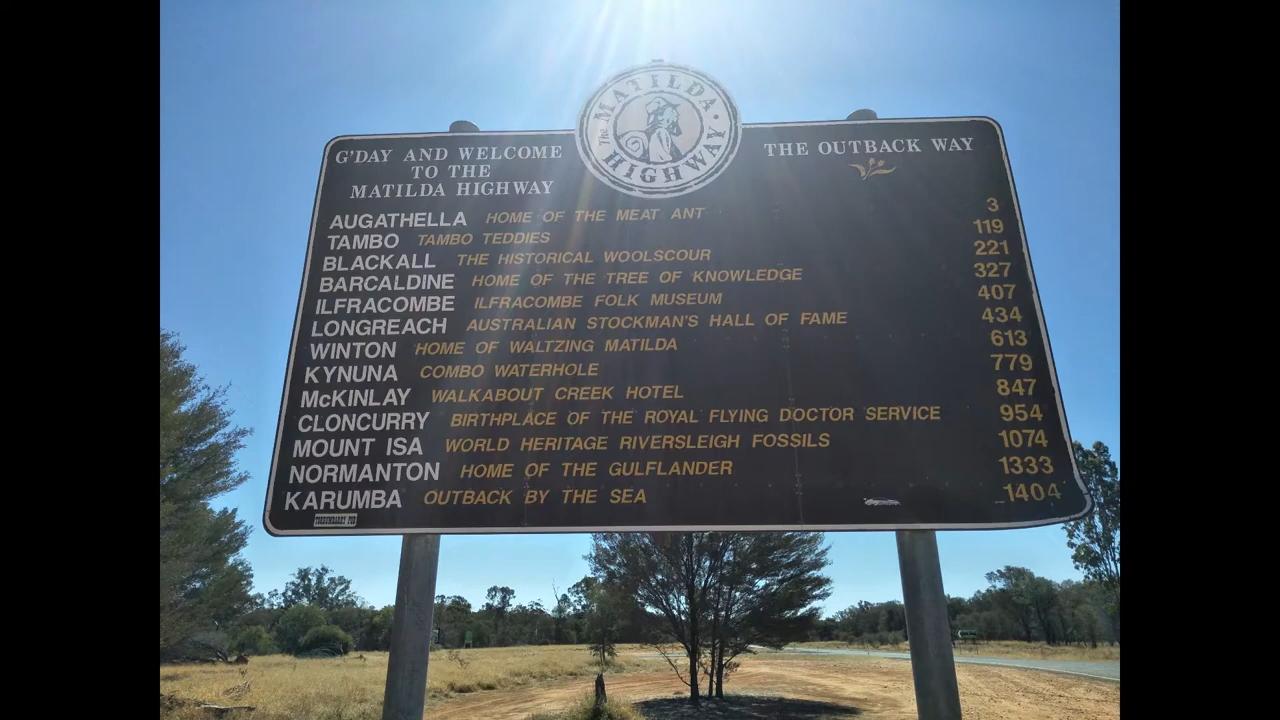 The MATILDA HIGHWAY
G'DAY AND WELCOME
TO THE
MATILDA HIGHWAY
THE OUTBACK WAY
AUGATHELLA HOME OF THE MEAT ANT 3
TAMBO TAMBO TEDDIES 119
BLACKALL THE HISTORICAL WOOLSCOUR 221
BARCALDINE HOME OF THE TREE OF KNOWLEDGE 327
ILFRACOMBE ILFRACOMBE FOLK MUSEUM 407
LONGREACH AUSTRALIAN STOCKMAN'S HALL OF FAME 434
WINTON HOME OF WALTZING MATILDA 613
KYNUNA COMBO WATERHOLE 779
McKINLAY WALKABOUT CREEK HOTEL 847
CLONCURRY BIRTHPLACE OF THE ROYAL FLYING DOCTOR SERVICE 954
MOUNT ISA WORLD HERITAGE RIVERSLEIGH FOSSILS 1074
NORMANTON HOME OF THE GULFLANDER 1333
KARUMBA OUTBACK BY THE SEA 1404